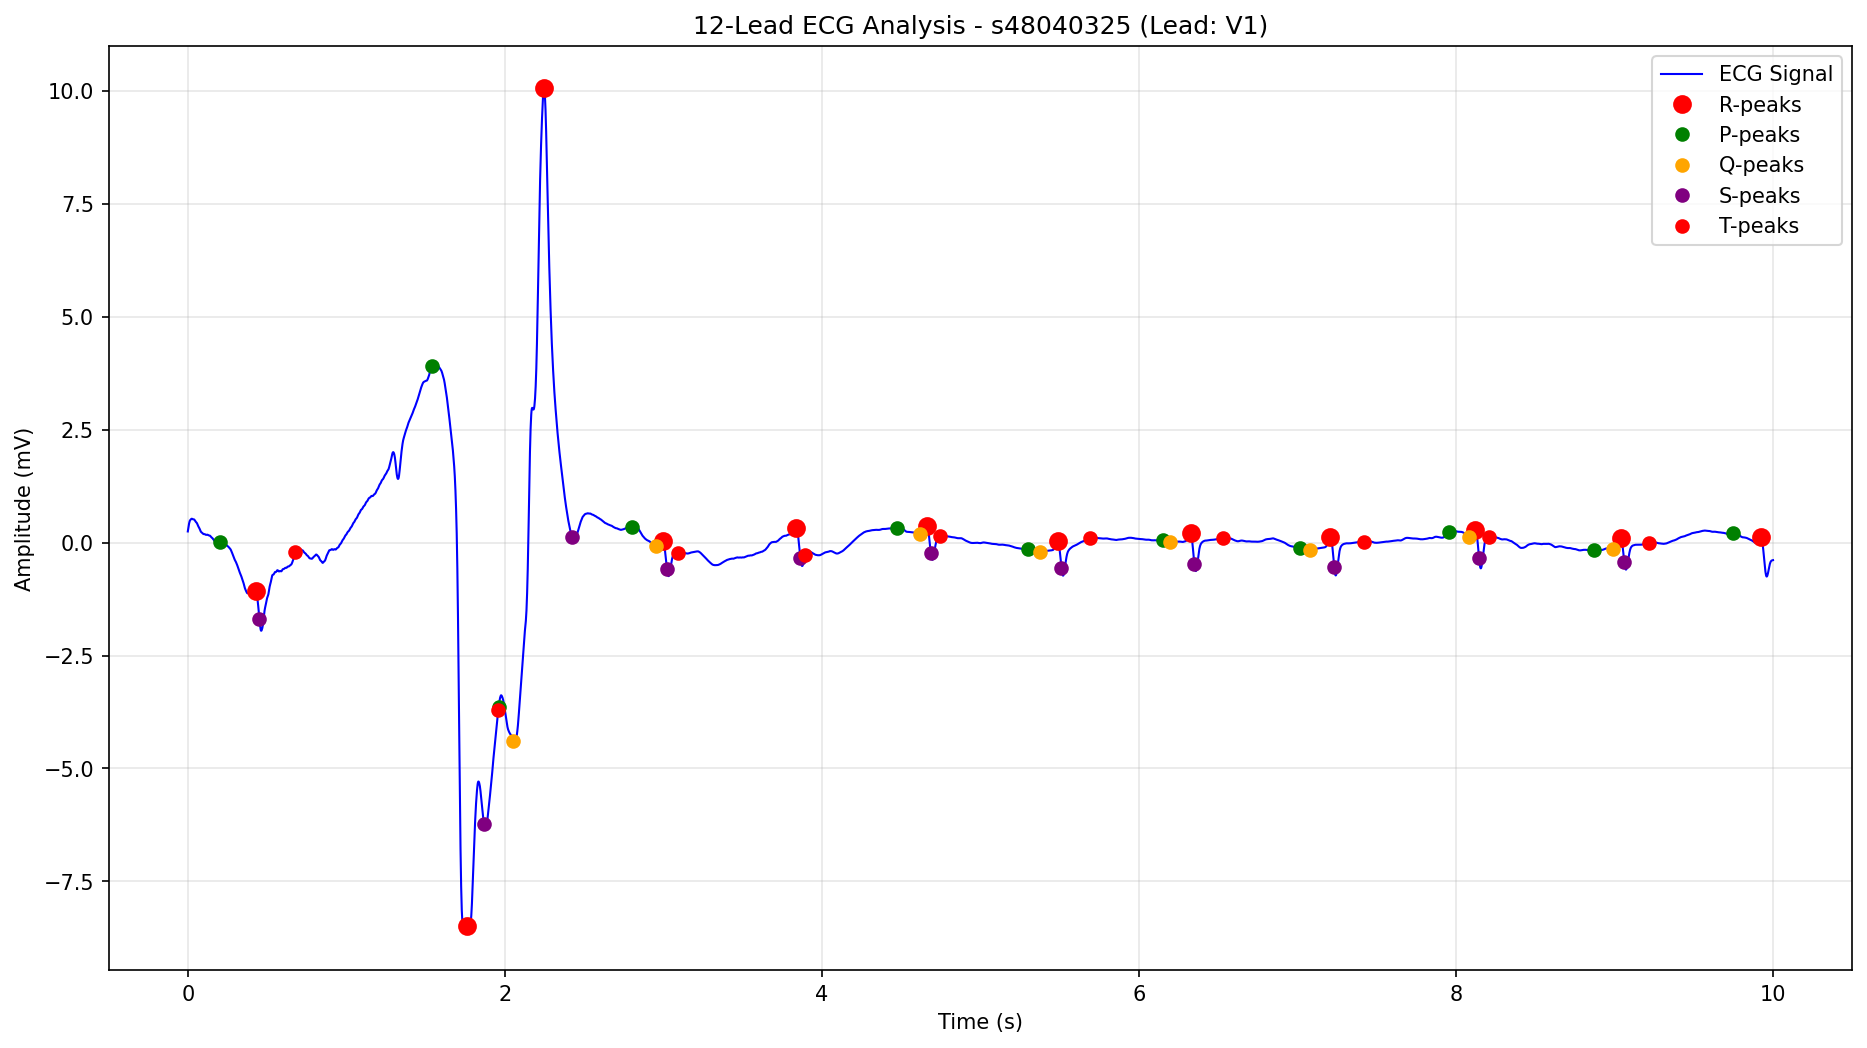 12-Lead ECG Analysis - s48040325 (Lead: V1)
ECG Signal
R-peaks
P-peaks
Q-peaks
S-peaks
T-peaks
Amplitude (mV)
10.0
7.5
5.0
2.5
0.0
−2.5
−5.0
−7.5
0 2 4 6 8 10
Time (s)